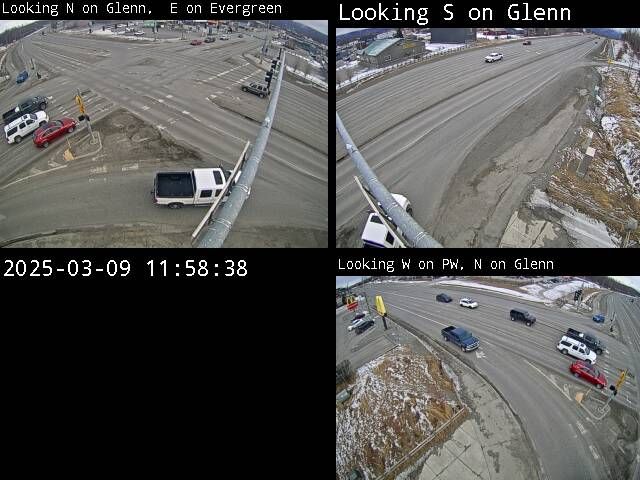 Looking N on Glenn,  E on Evergreen
Looking S on Glenn
2025-03-09 11:58:38
Looking W on PW, N on Glenn